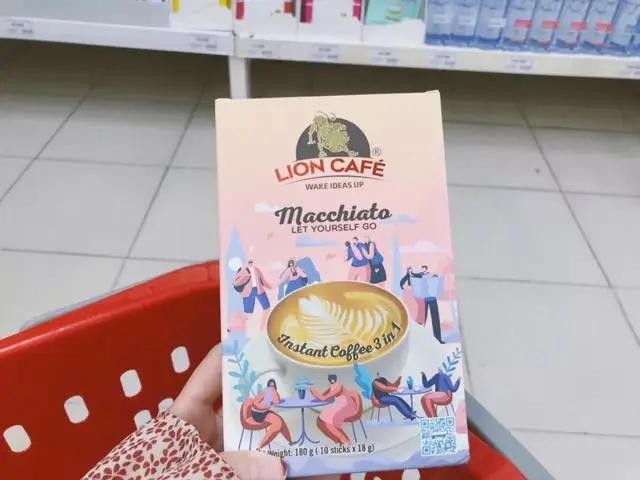 LION CAFÉ ®
WAKE IDEAS UP
Macchiato
LET YOURSELF GO
Instant Coffee 3 in 1
Weight: 180 g ( 10 sticks x 18 g)